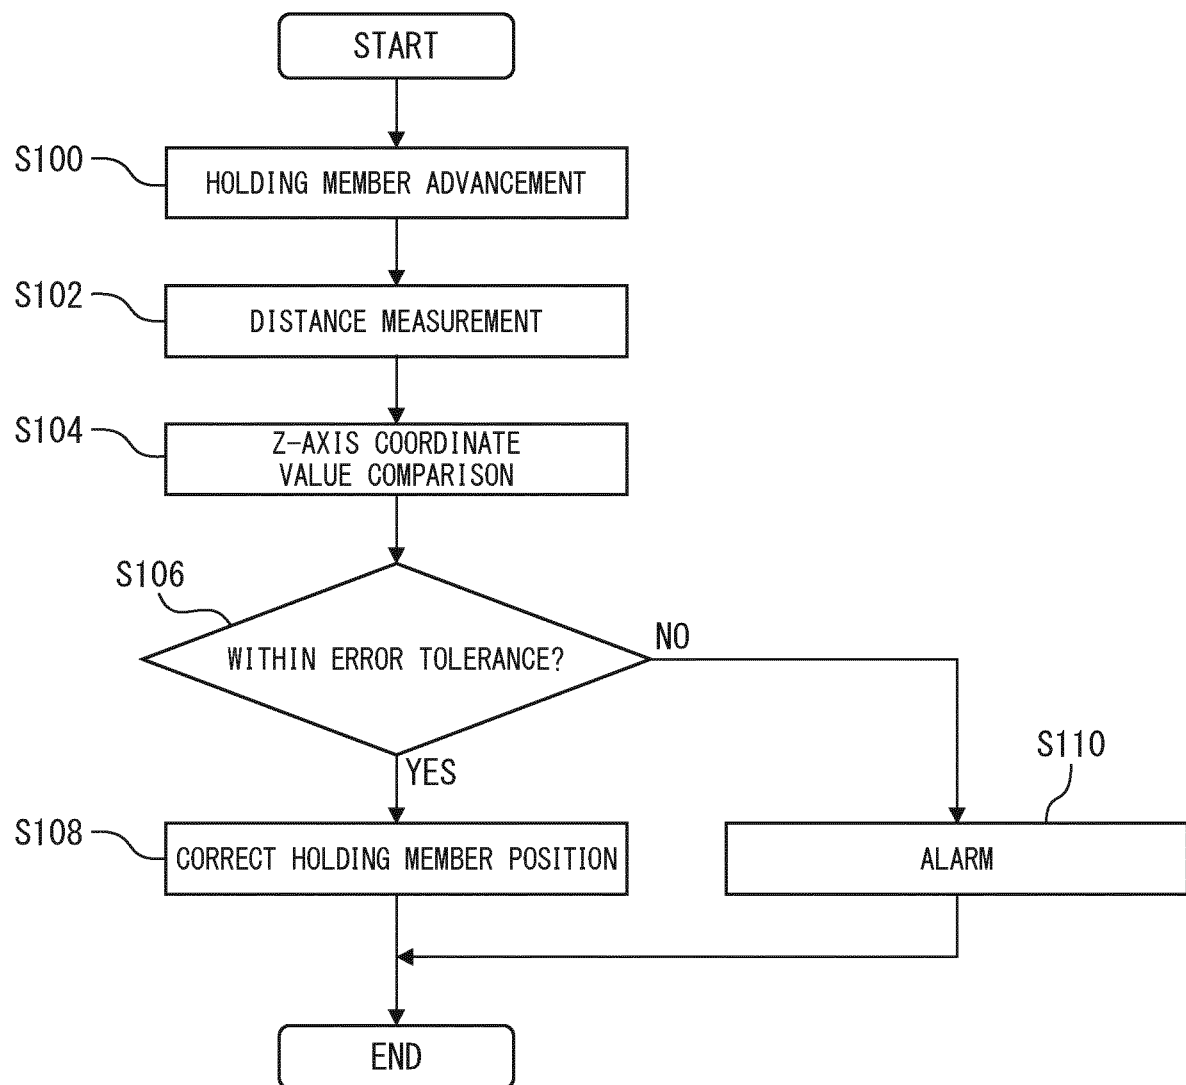 START
S100
HOLDING MEMBER ADVANCEMENT
S102
DISTANCE MEASUREMENT
S104
Z-AXIS COORDINATE
VALUE COMPARISON
S106
WITHIN ERROR TOLERANCE?
NO
YES
S108
CORRECT HOLDING MEMBER POSITION
S110
ALARM
END